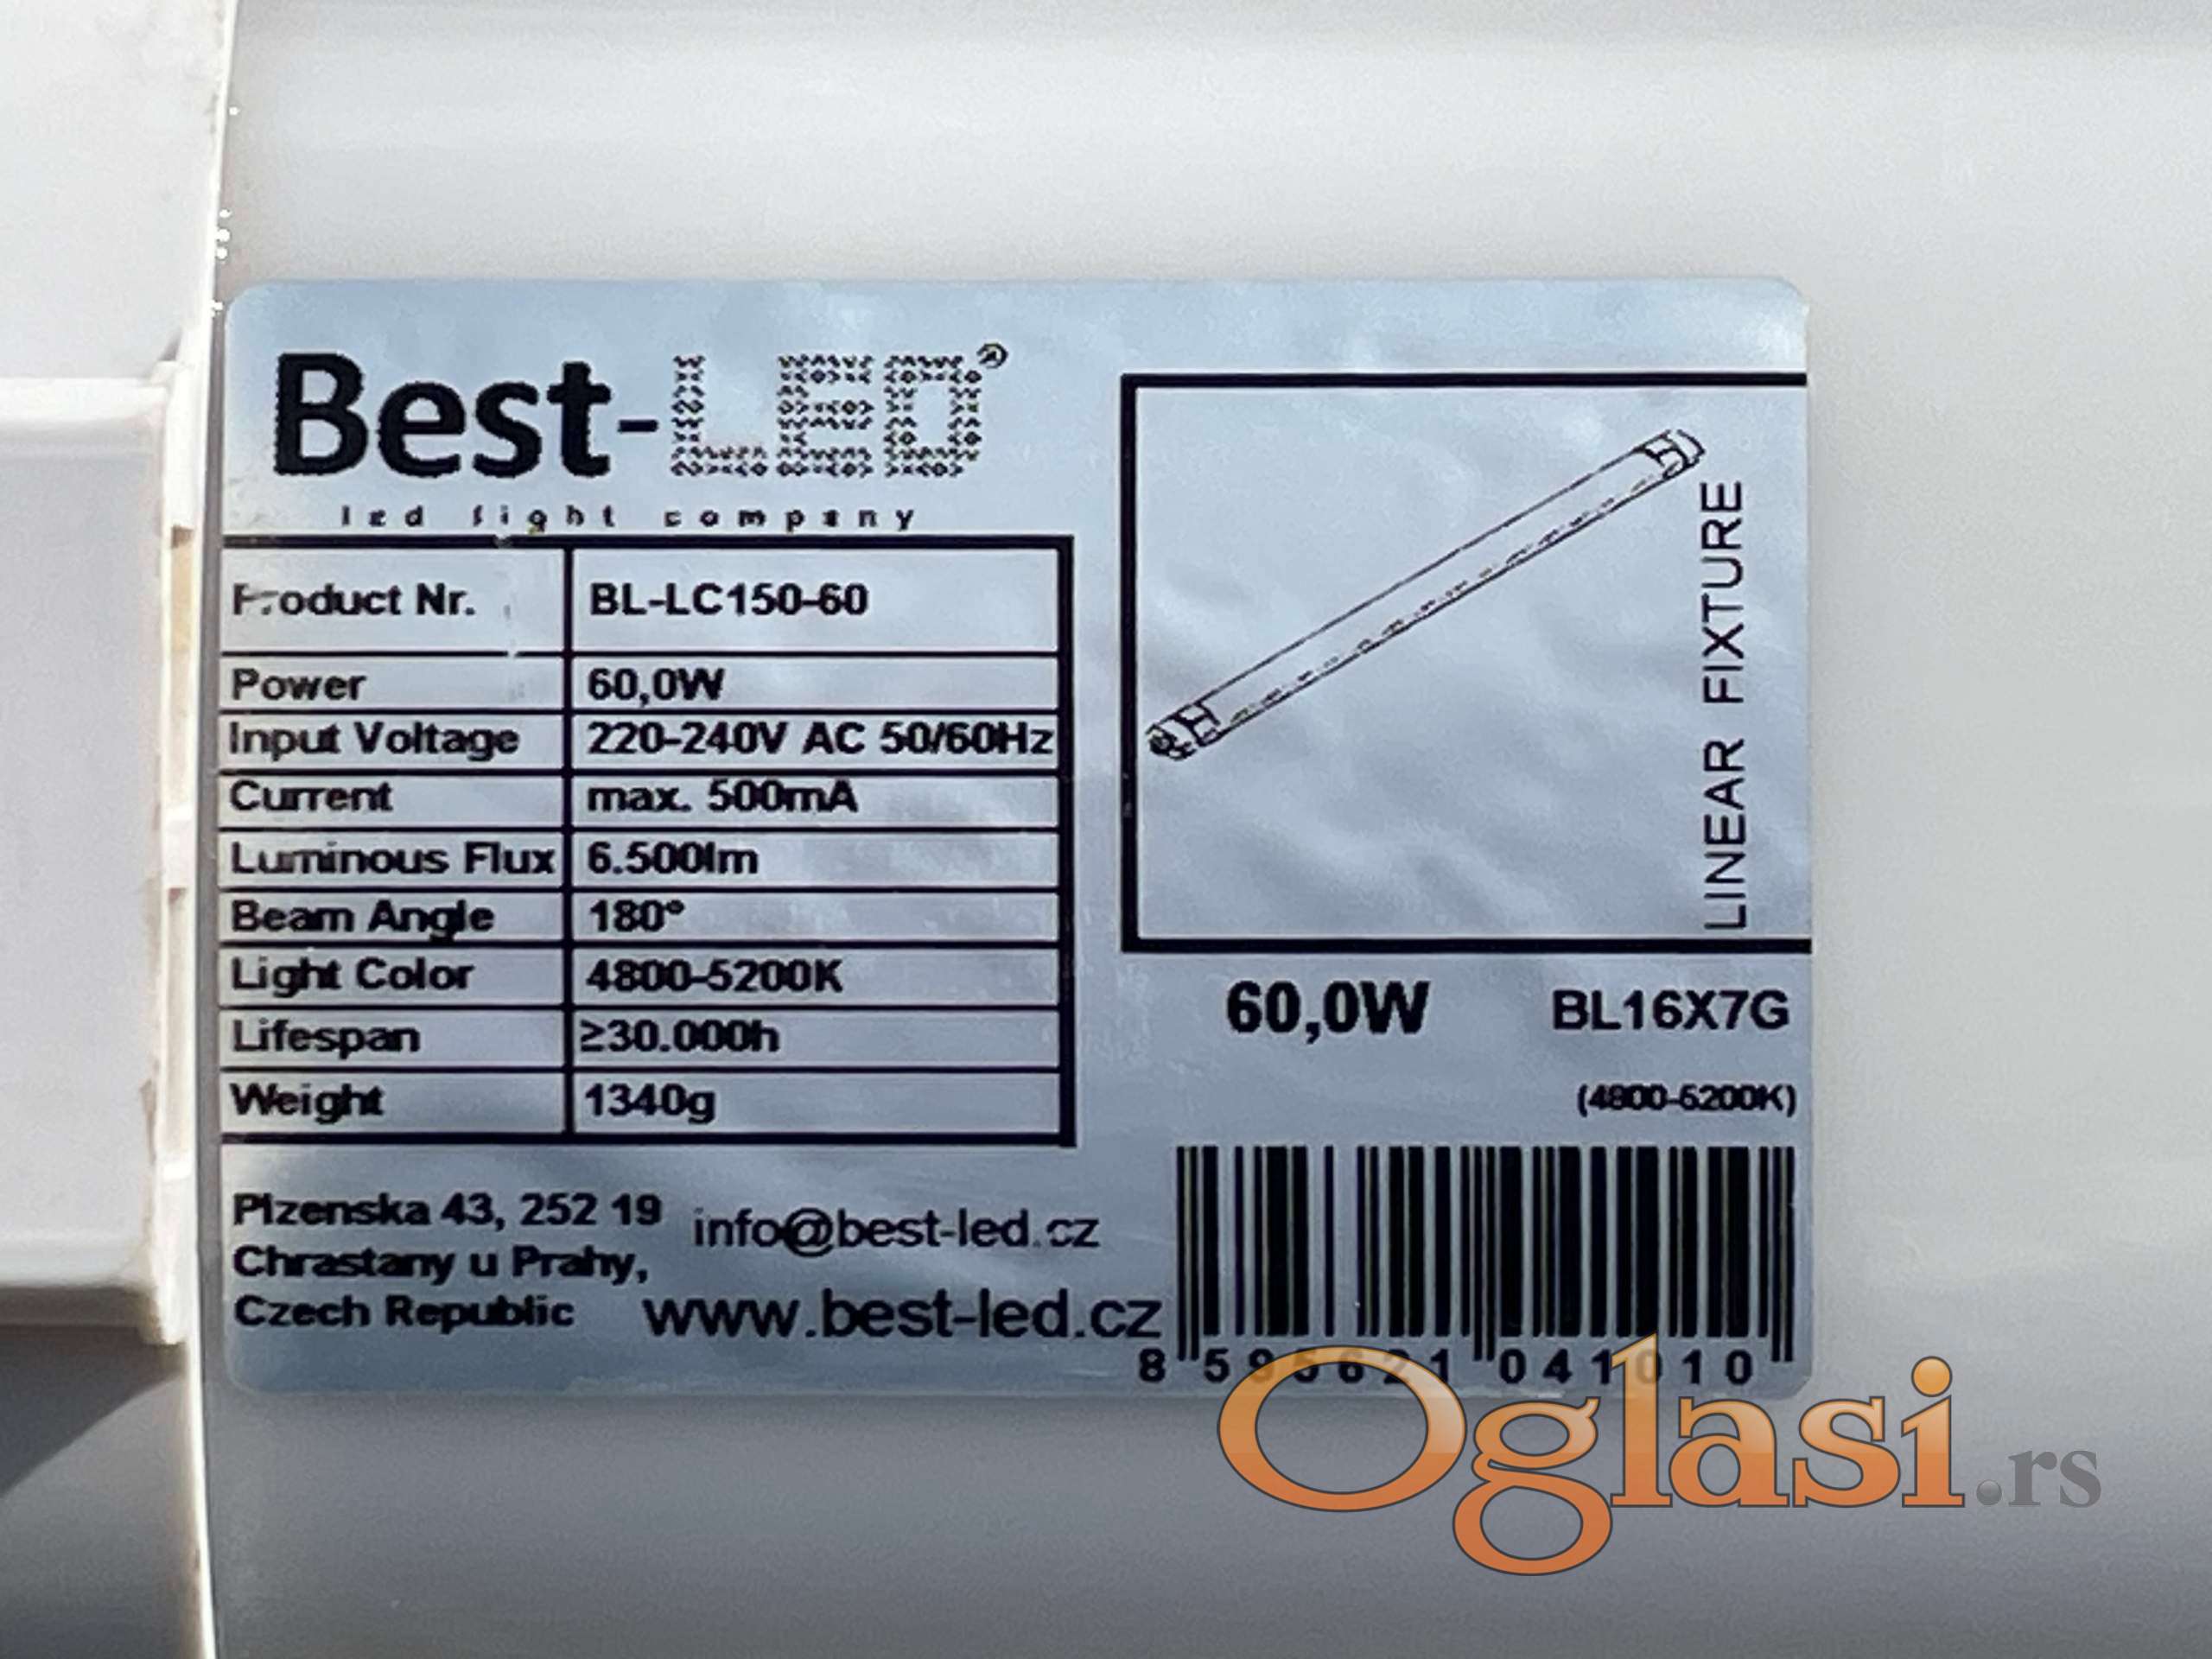 Best-LED®
led light company
Product Nr. BL-LC150-60
Power 60,0W
Input Voltage 220-240V AC 50/60Hz
Current max. 500mA
Luminous Flux 6.500lm
Beam Angle 180°
Light Color 4800-5200K
Lifespan ≥30.000h
Weight 1340g
Plzenska 43, 252 19
Chrastany u Prahy,
Czech Republic
info@best-led.cz
www.best-led.cz
LINEAR FIXTURE
60,0W BL16X7G
(4800-5200K)
8 595621 041010
Oglasi.rs